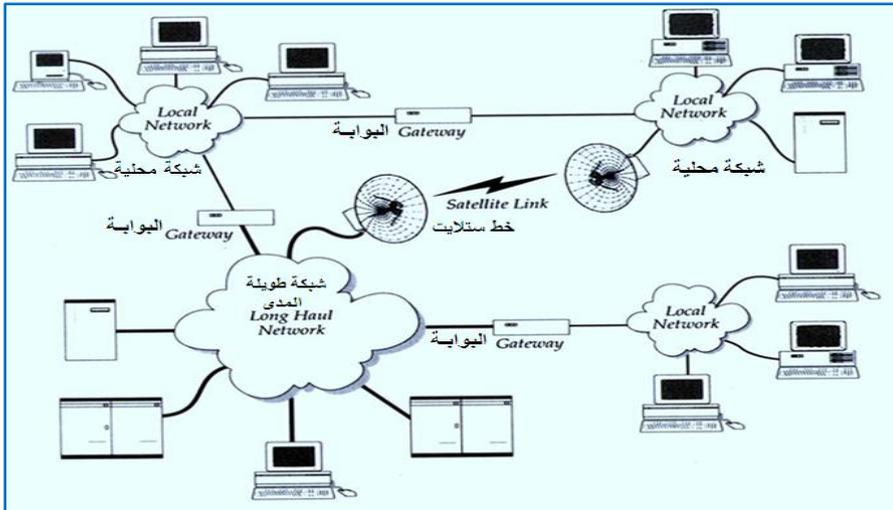 Local
Network
شبكة محلية
البوابـة Gateway
Local
Network
شبكة محلية
Satellite Link
خط ستلايت
البوابـة Gateway
شبكة طويلة
المدى
Long Haul
Network
البوابـة Gateway
Local
Network